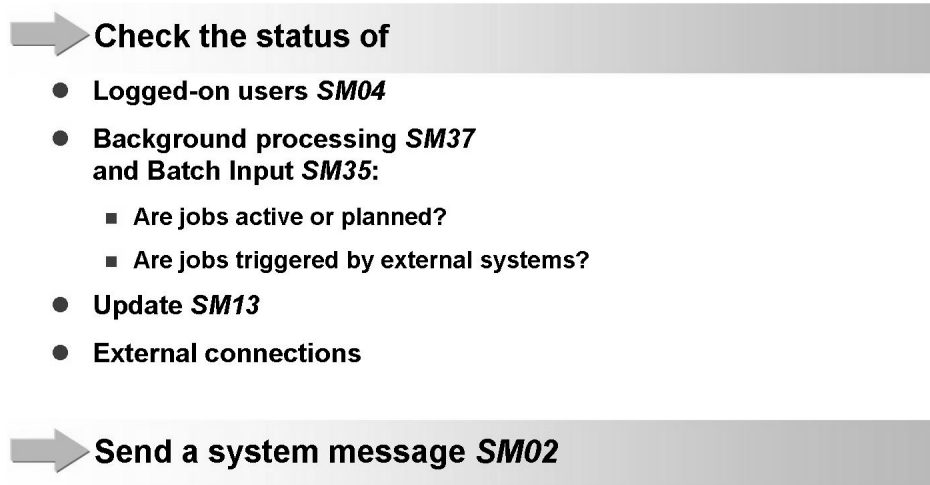 Check the status of
Logged-on users SM04
Background processing SM37
and Batch Input SM35:
Are jobs active or planned?
Are jobs triggered by external systems?
Update SM13
External connections
Send a system message SM02